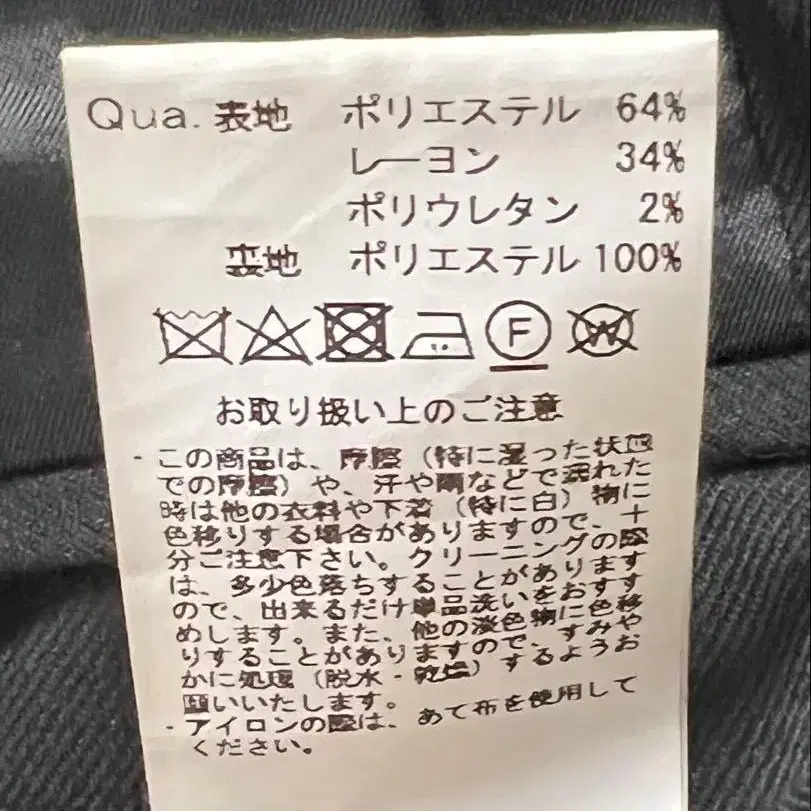 Qua. 表地 ポリエステル 64%
レーヨン 34%
ポリウレタン 2%
裏地 ポリエステル 100%
F W
お取り扱い上のご注意
・この商品は、摩擦（特に湿った状態
での摩擦）や、汗や雨などで濡れた
時は他の衣料や下着（特に白）物に
色移りする場合がありますので、十
分ご注意下さい。クリーニングの際
は、多少色落ちすることがあります
ので、出来るだけ単品洗いをおすす
めします。また、他の淡色物に色移
りすることがありますので、すみや
かに処理（脱水・乾燥）するようお
願いいたします。
・アイロンの際は、あて布を使用して
ください。